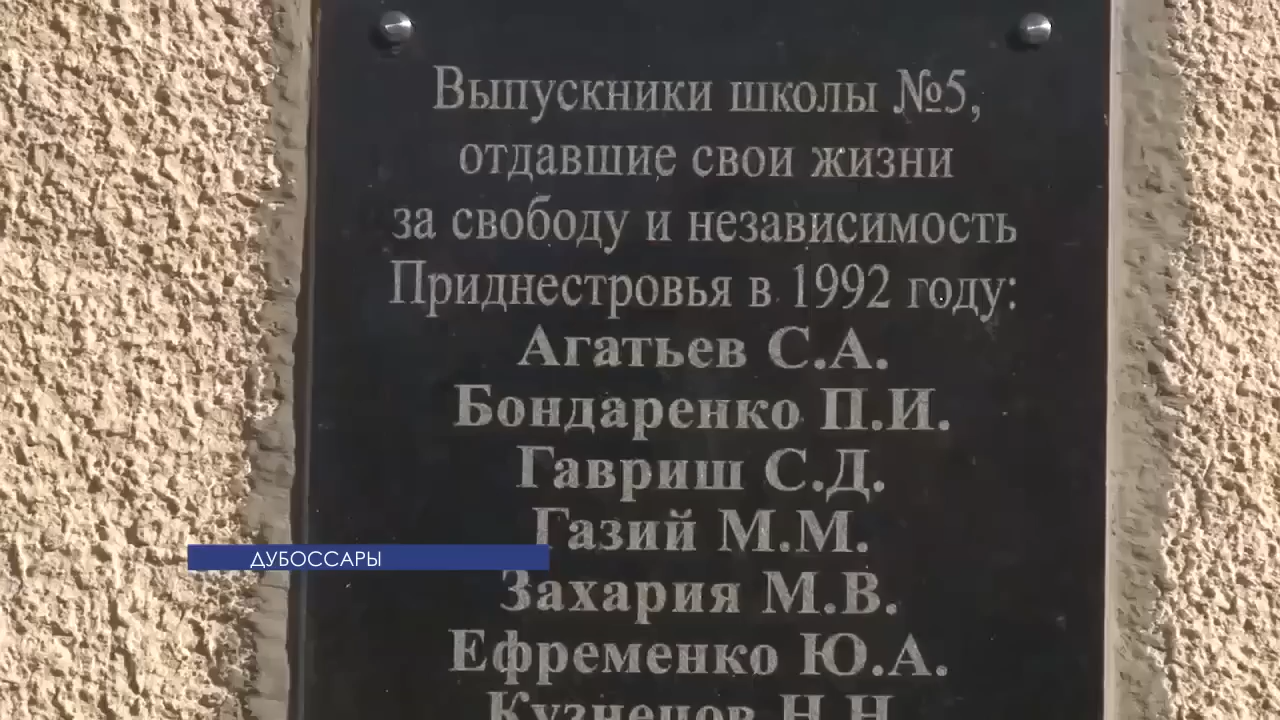 Выпускники школы №5,
отдавшие свои жизни
за свободу и независимость
Приднестровья в 1992 году:
Агатьев С.А.
Бондаренко П.И.
Гавриш С.Д.
Газий М.М.
ДУБОССАРЫ
Захария М.В.
Ефременко Ю.А.
Кузнецов Н.Н.